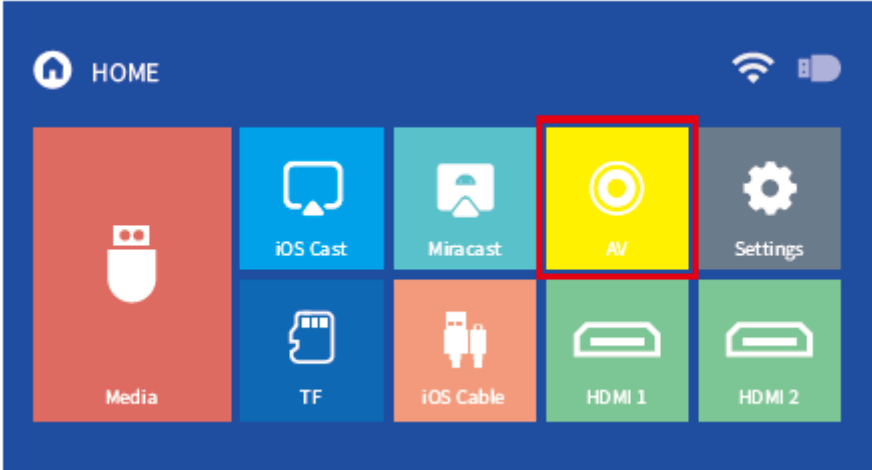 HOME
iOS Cast
Miracast
AV
Settings
Media
TF
iOS Cable
HDMI 1
HDMI 2